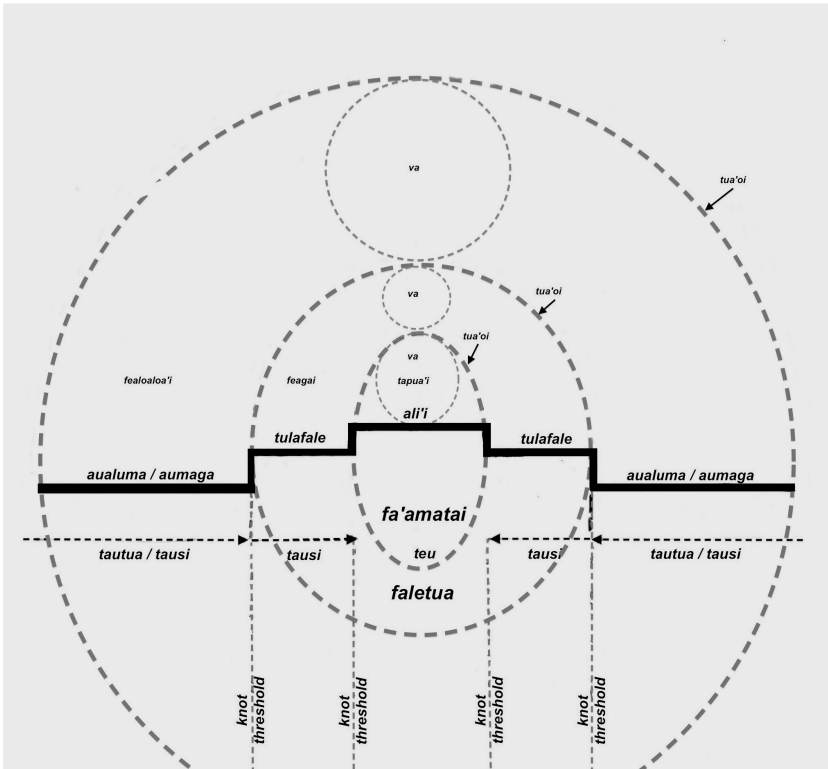 va
tua'oi
va
tua'oi
tua'oi
va
fealoaloa'i
feagai
tapua'i
ali'i
tulafale
tulafale
aualuma / aumaga
aualuma / aumaga
fa'amatai
tautua / tausi
tausi
teu
tausi
tautua / tausi
faletua
knot
threshold
knot
threshold
knot
threshold
knot
threshold